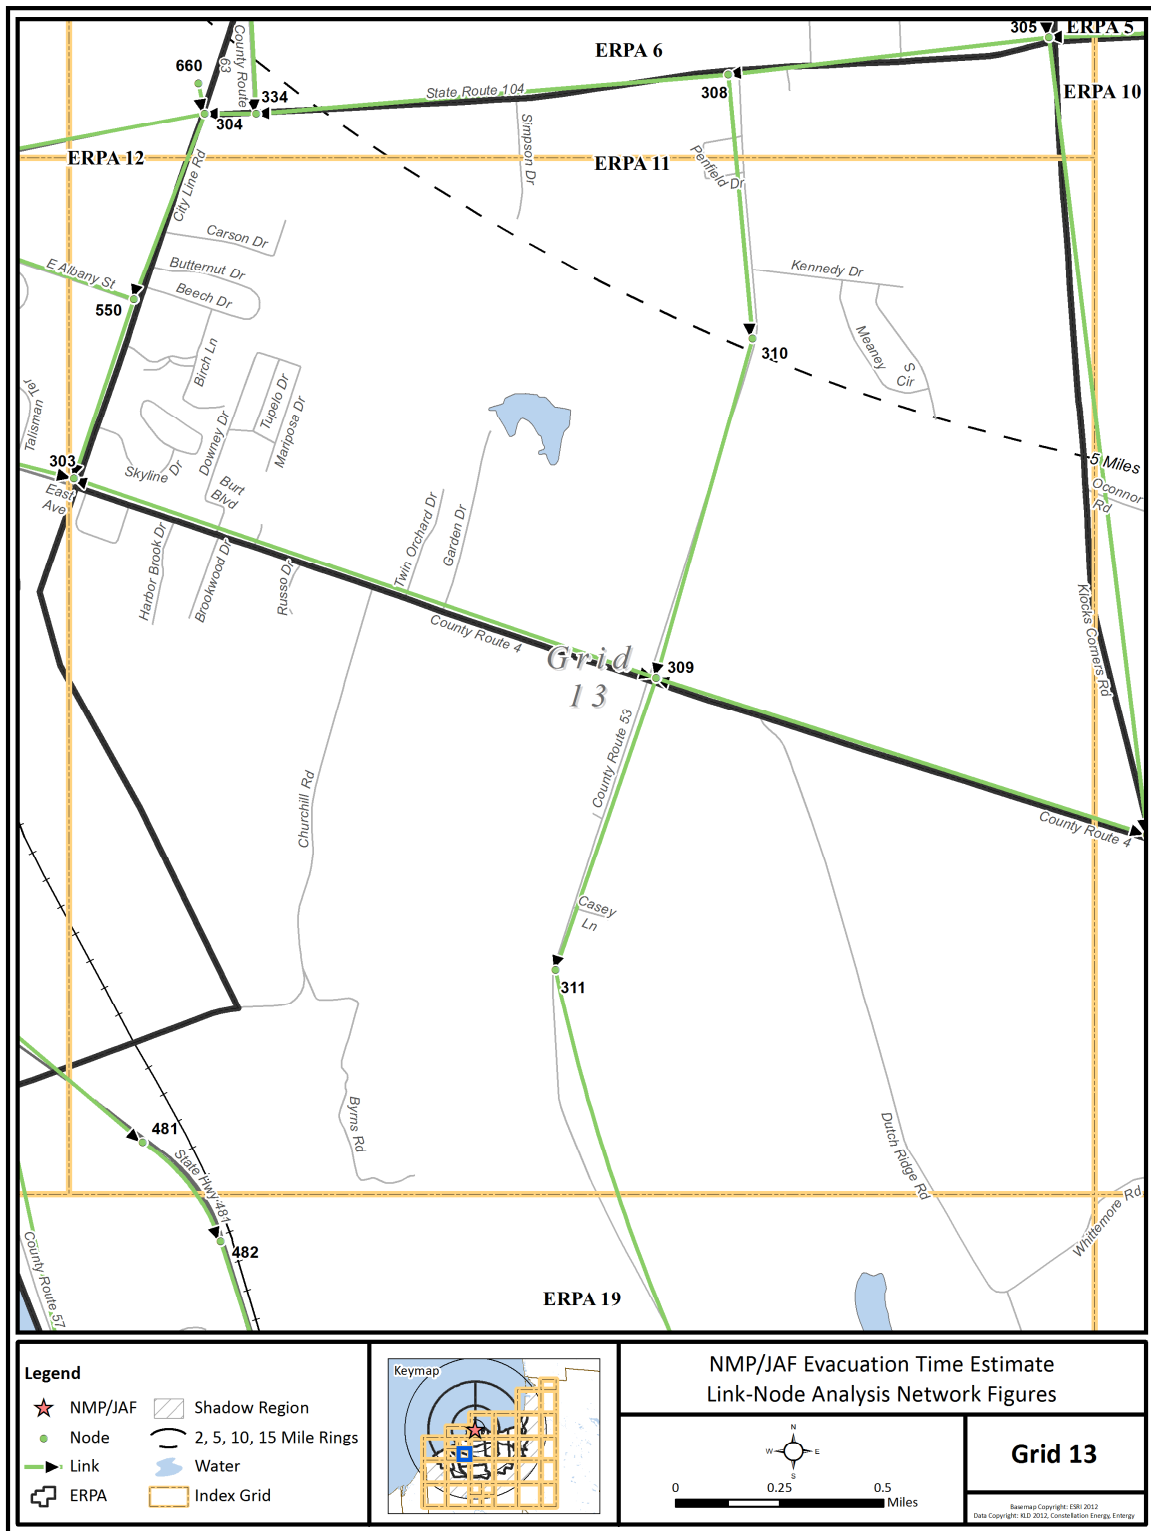 305
ERPA 5
ERPA 6
County Route
63
660
ERPA 10
State Route 104
308
334
304
Simpson Dr
ERPA 12
ERPA 11
Penfield Dr
City Line Rd
Carson Dr
Butternut Dr
E Albany St
Beech Dr
Kennedy Dr
550
310
Meaney
S
Cir
Birch Ln
Talisman
Ter
Tupelo Dr
Mariposa Dr
Downey Dr
303
5 Miles
Skyline Dr
Burt
Blvd
East
Ave
Oconnor
Rd
Twin Orchard Dr
Garden Dr
Harbor Brook Dr
Brookwood Dr
Russo Dr
Klocks Corners Rd
County Route 4
Grid
13
309
County Route 53
Churchill Rd
County Route 4
Casey
Ln
311
Byrns Rd
481
State Hwy 481
Dutch Ridge Rd
Whittemore Rd
482
County Route 57
ERPA 19
Legend
NMP/JAF
Shadow Region
Node
2, 5, 10, 15 Mile Rings
Link
Water
ERPA
Index Grid
Keymap
NMP/JAF Evacuation Time Estimate
Link-Node Analysis Network Figures
N
W
E
S
0
0.25
0.5
Miles
Grid 13
Basemap Copyright: ESRI 2012
Data Copyright: KLD 2012, Constellation Energy, Entergy